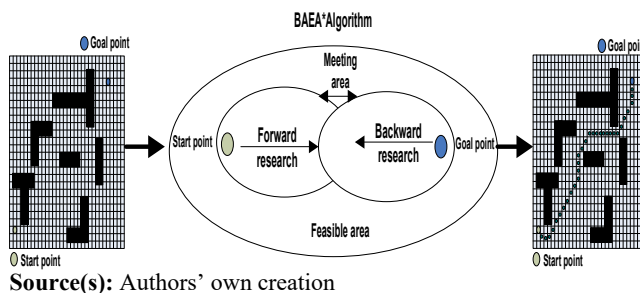 BAEA*Algorithm
Goal point
Goal point
Meeting
area
Start point
Forward
research
Backward
research
Goal point
Feasible area
Start point
Start point
Source(s): Authors' own creation